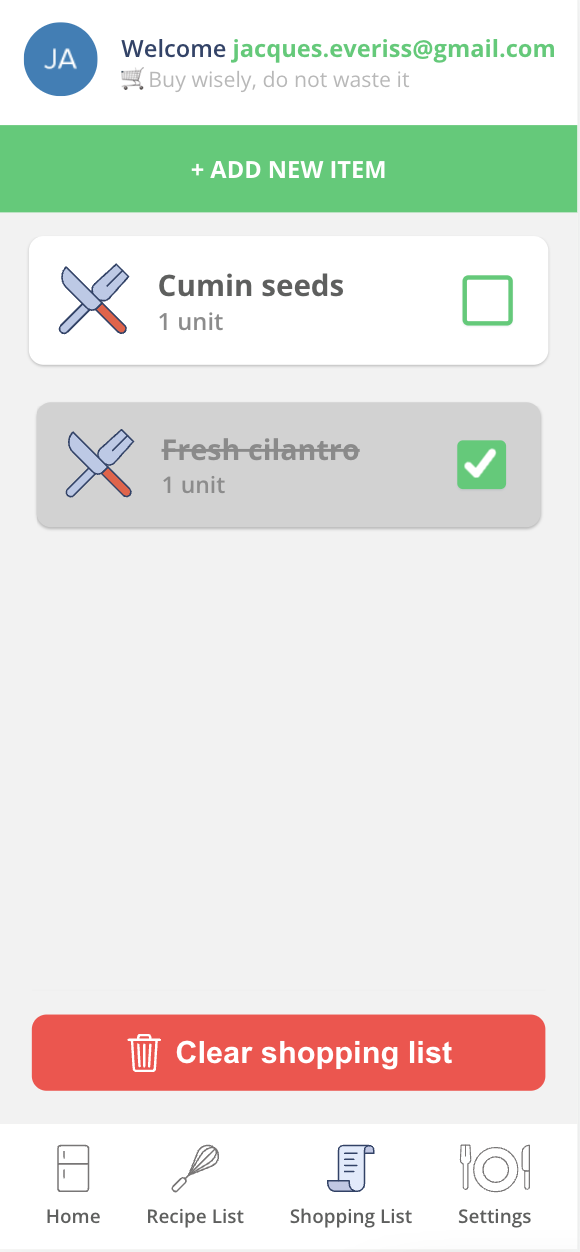 JA
Welcome jacques.everiss@gmail.com
🛒Buy wisely, do not waste it
+ ADD NEW ITEM
Cumin seeds
1 unit
Fresh cilantro
1 unit
Clear shopping list
Home
Recipe List
Shopping List
Settings